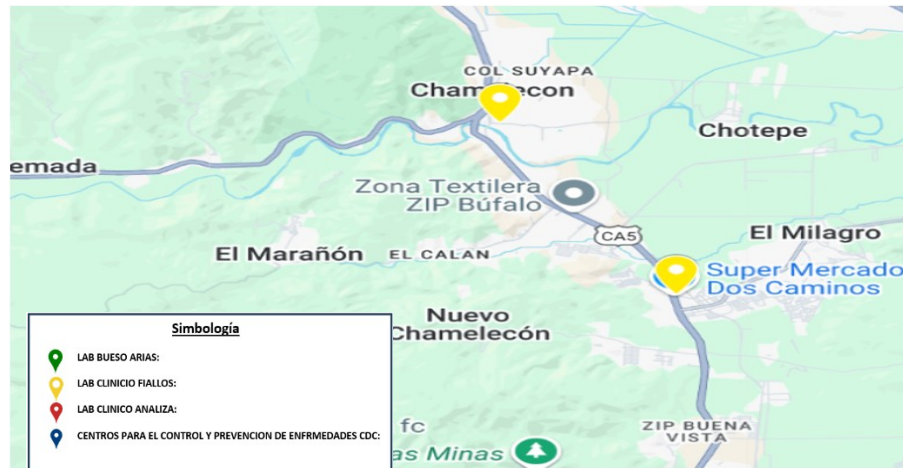 COL SUYAPA
Chamelecon
Chotepe
emada
Zona Textilera
ZIP Búfalo
CA5
El Milagro
El Marañón
EL CALAN
Super Mercado
Dos Caminos
Nuevo
Chamelecón
Simbología
LAB BUESO ARIAS:
LAB CLINICIO FIALLOS:
LAB CLINICO ANALIZA:
CENTROS PARA EL CONTROL Y PREVENCION DE ENFRMEDADES CDC:
fc
as Minas
ZIP BUENA
VISTA